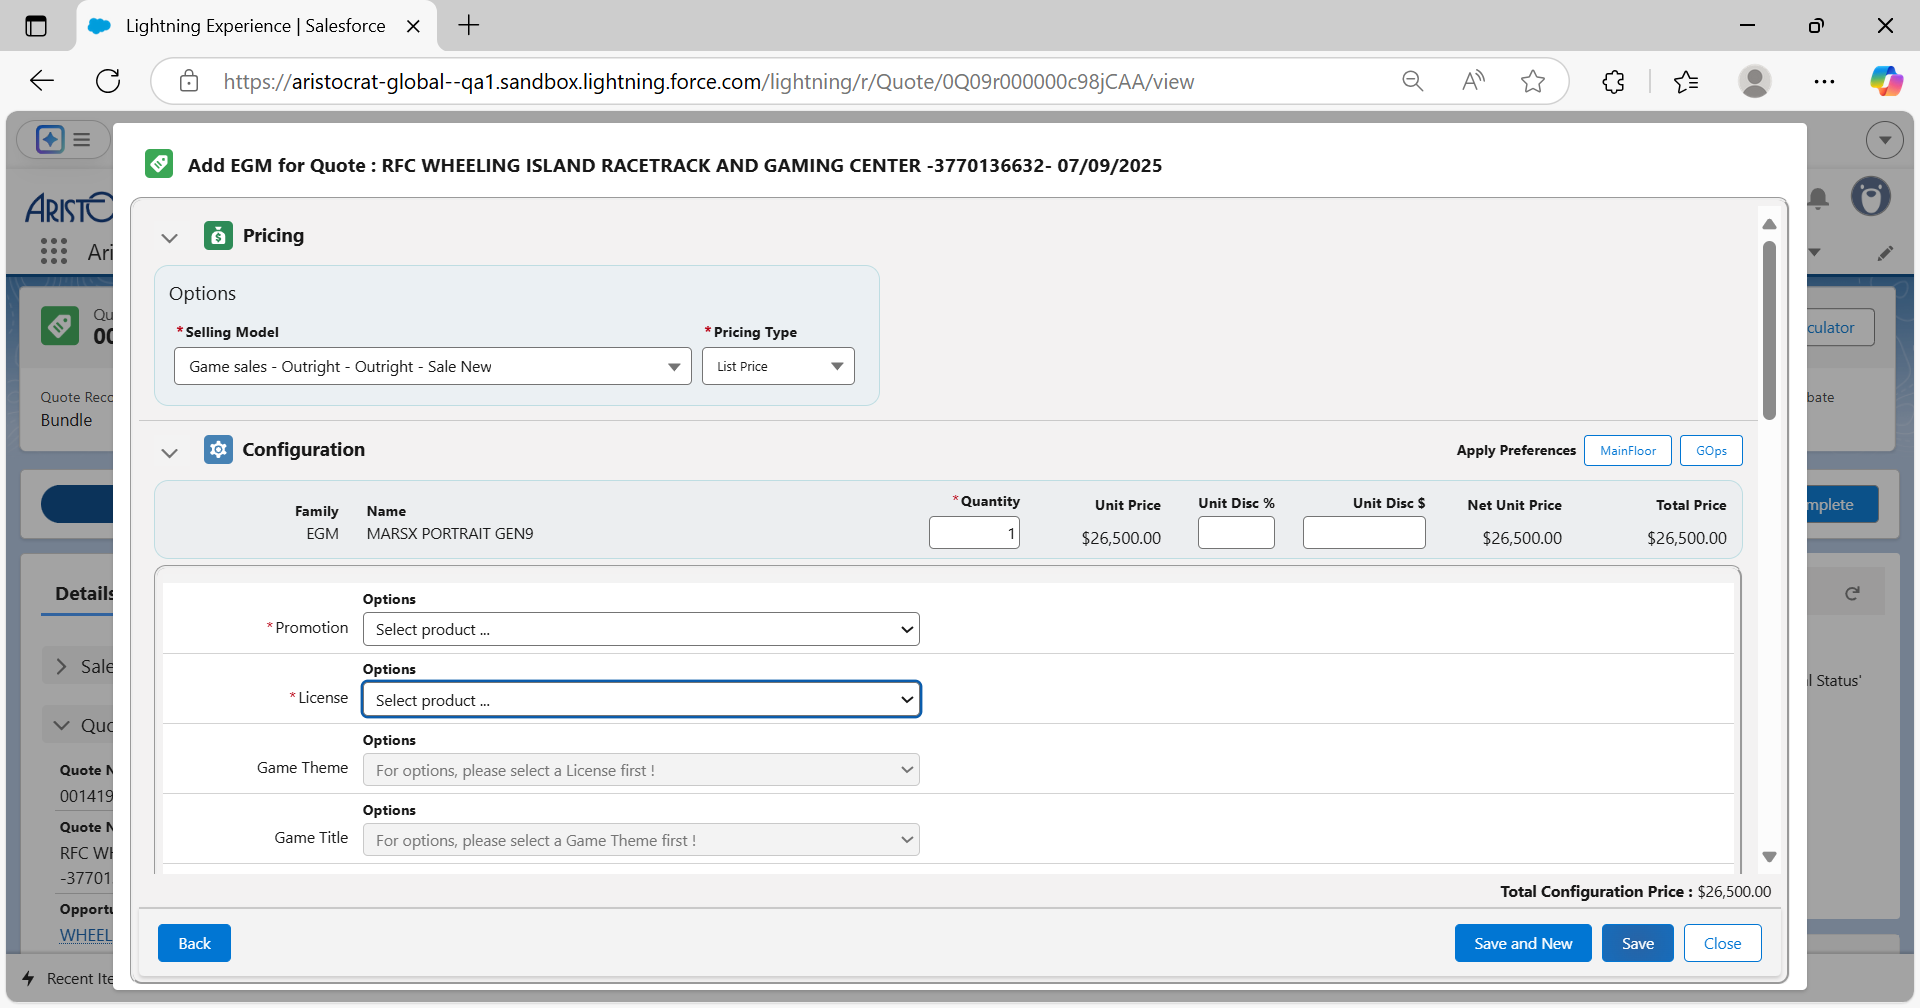 Lightning Experience | Salesforce
https://aristocrat-global--qa1.sandbox.lightning.force.com/lightning/r/Quote/0Q09r000000c98jCAA/view
Add EGM for Quote : RFC WHEELING ISLAND RACETRACK AND GAMING CENTER -3770136632- 07/09/2025
ARISTO
Ari
Pricing
Options
*Selling Model
*Pricing Type
Game sales - Outright - Outright - Sale New
List Price
Qu
00
culator
Quote Reco
Bundle
bate
Configuration
Apply Preferences
MainFloor
GOps
Family
Name
*Quantity
Unit Price
Unit Disc %
Unit Disc $
Net Unit Price
Total Price
EGM
MARSX PORTRAIT GEN9
1
$26,500.00
$26,500.00
$26,500.00
mplete
Details
Options
*Promotion
Select product ...
Options
*License
Select product ...
Sale
l Status'
Quo
Options
Game Theme
For options, please select a License first !
Options
Game Title
For options, please select a Game Theme first !
Quote N
001419
Quote N
RFC WH
-37701
Opportu
WHEEL
Total Configuration Price : $26,500.00
Back
Save and New
Save
Close
Recent Ite